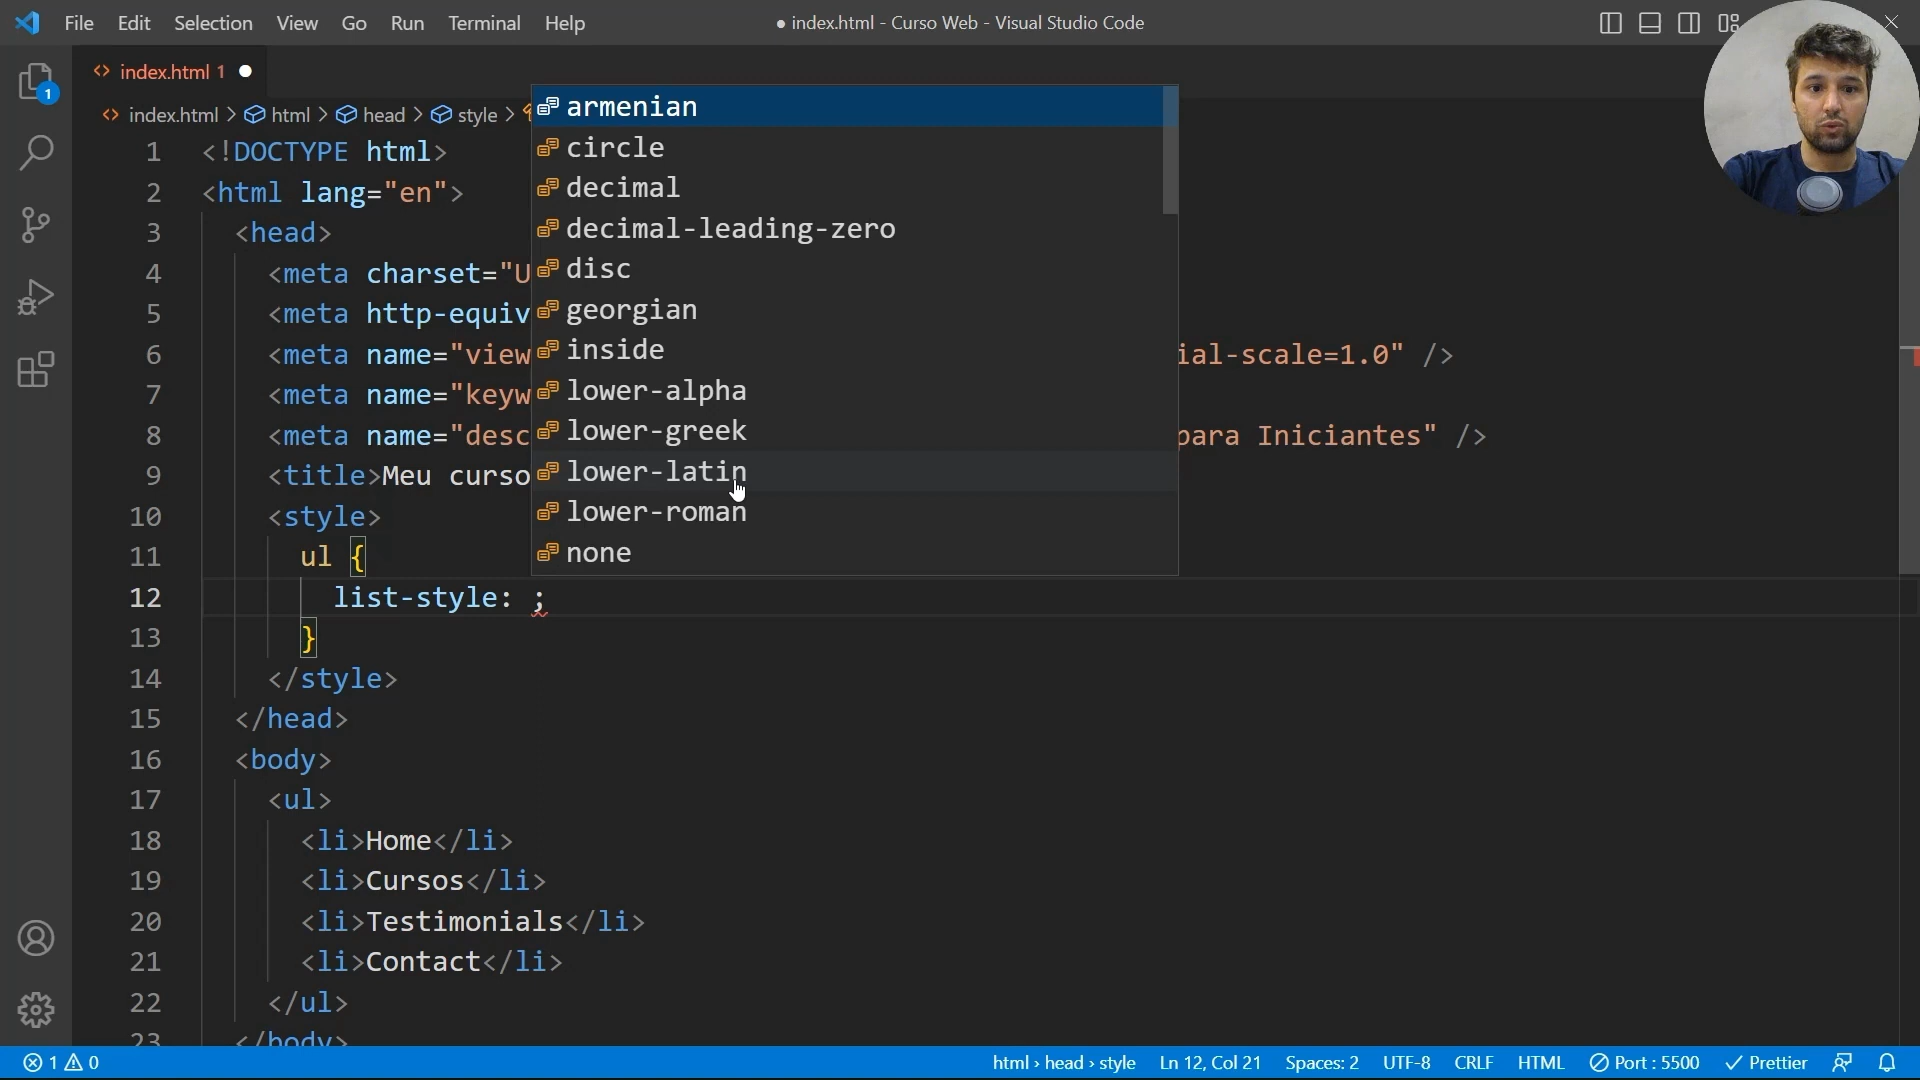 File Edit Selection View Go Run Terminal Help
● index.html - Curso Web - Visual Studio Code
1
<> index.html 1 ●
<> index.html > html > head > style >
armenian
circle
decimal
decimal-leading-zero
disc
georgian
inside
lower-alpha
lower-greek
lower-latin
lower-roman
none
1 <!DOCTYPE html>
2 <html lang="en">
3 <head>
4 <meta charset="U
5 <meta http-equiv
6 <meta name="view ial-scale=1.0" />
7 <meta name="keyw
8 <meta name="desc para Iniciantes" />
9 <title>Meu curso
10 <style>
11 ul {
12 list-style: ;
13 }
14 </style>
15 </head>
16 <body>
17 <ul>
18 <li>Home</li>
19 <li>Cursos</li>
20 <li>Testimonials</li>
21 <li>Contact</li>
22 </ul>
23 </body>
1 0 html › head › style Ln 12, Col 21 Spaces: 2 UTF-8 CRLF HTML Port : 5500 Prettier